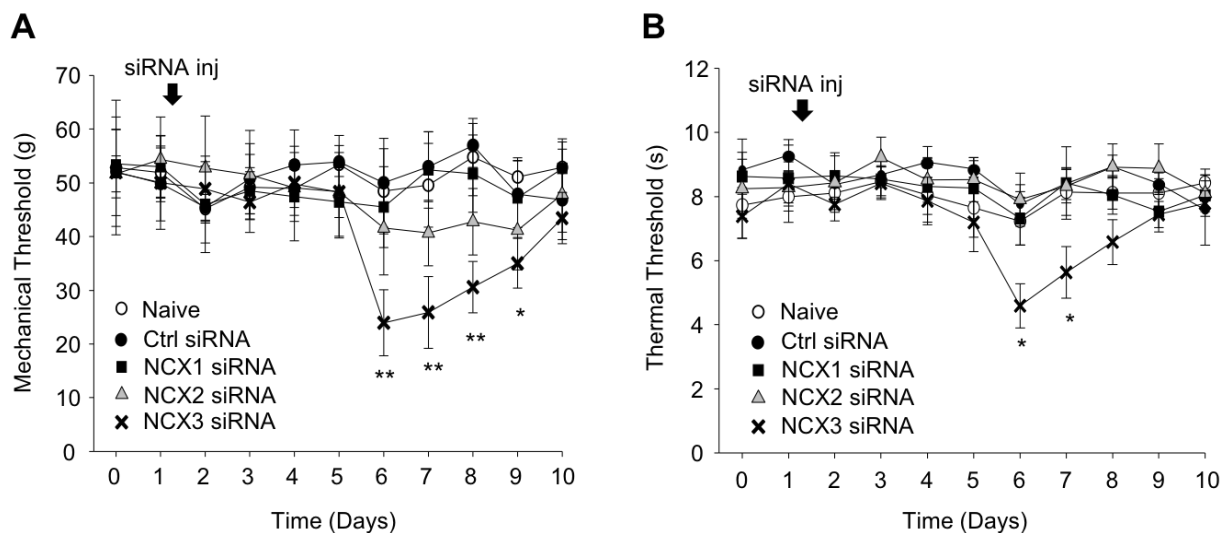 A
siRNA inj
Mechanical Threshold (g)
70
60
50
40
30
20
10
0
Naive
Ctrl siRNA
NCX1 siRNA
NCX2 siRNA
NCX3 siRNA
** ** ** *
0 1 2 3 4 5 6 7 8 9 10
Time (Days)
B
siRNA inj
Thermal Threshold (s)
12
10
8
6
4
2
0
Naive
Ctrl siRNA
NCX1 siRNA
NCX2 siRNA
NCX3 siRNA
* *
0 1 2 3 4 5 6 7 8 9 10
Time (Days)